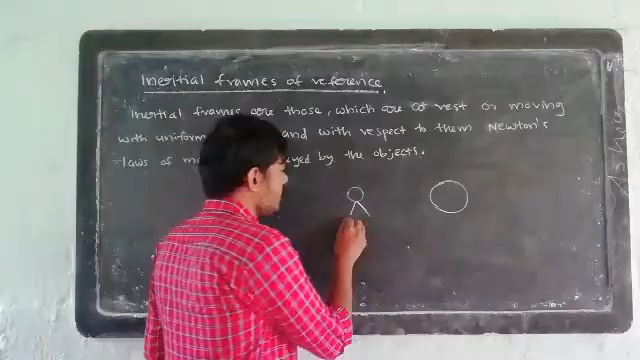 Inertial frames of reference
Inertial frames are those, which are at rest or moving
with uniform and with respect to them Newton's
laws of by the objects.